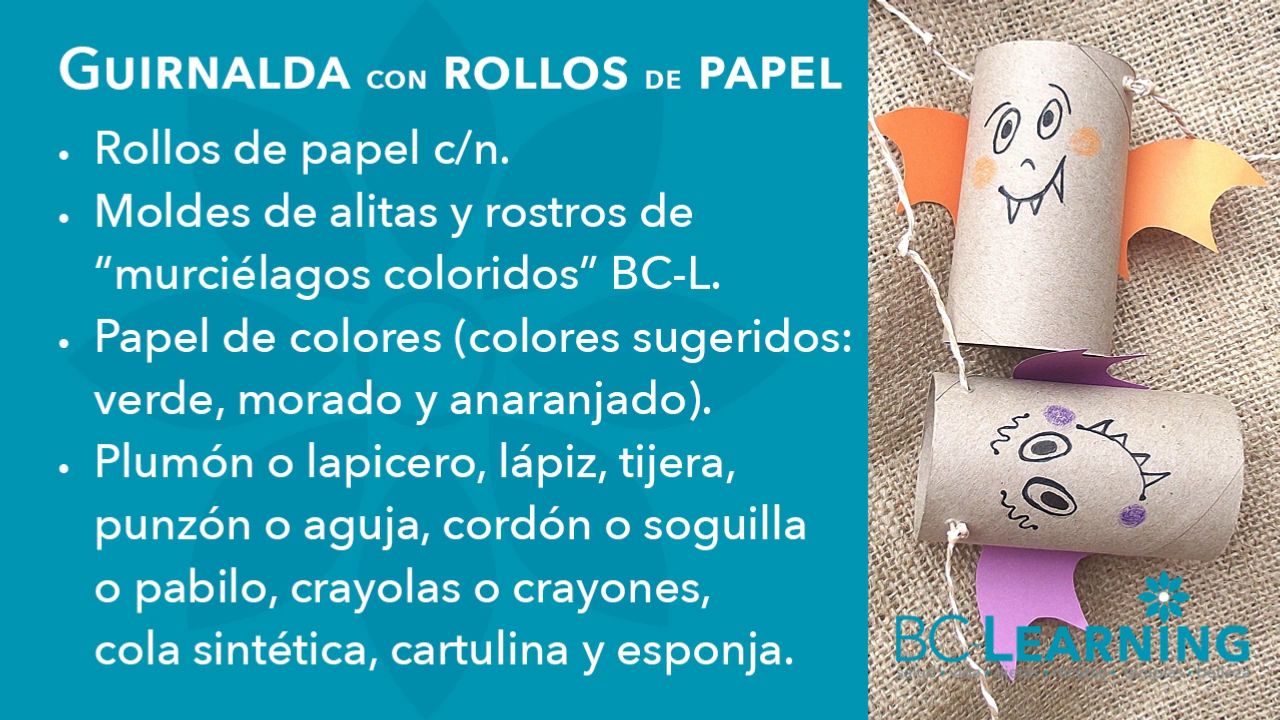 GUIRNALDA CON ROLLOS DE PAPEL
• Rollos de papel c/n.
• Moldes de alitas y rostros de
“murciélagos coloridos” BC-L.
• Papel de colores (colores sugeridos:
verde, morado y anaranjado).
• Plumón o lapicero, lápiz, tijera,
punzón o aguja, cordón o soguilla
o pabilo, crayolas o crayones,
cola sintética, cartulina y esponja.
BC-LEARNING